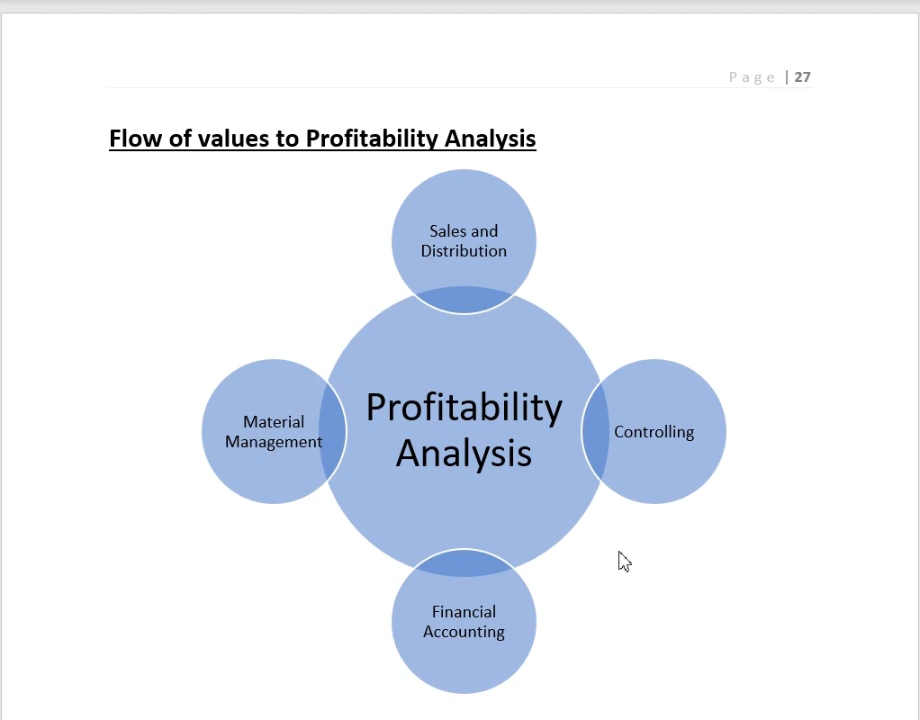 Page | 27
Flow of values to Profitability Analysis
Sales and
Distribution
Profitability
Analysis
Material
Management
Controlling
Financial
Accounting